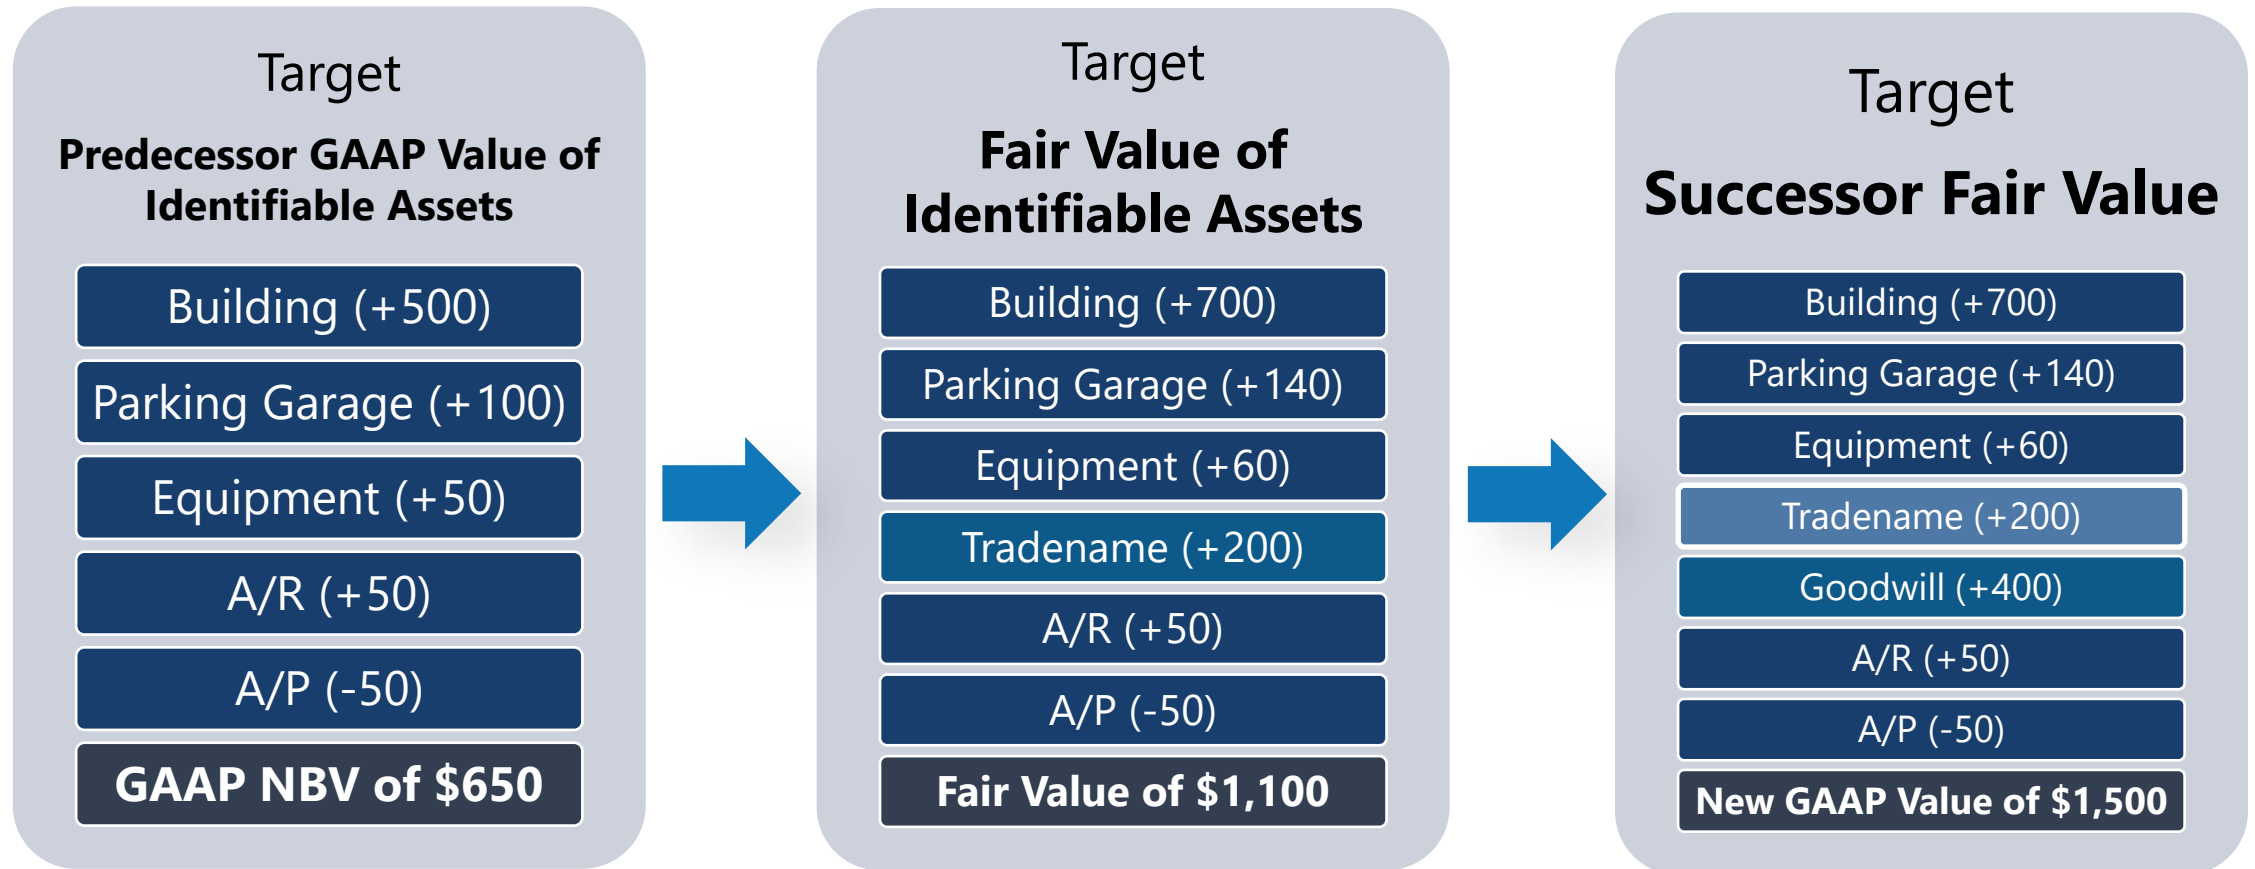 Target
Predecessor GAAP Value of
Identifiable Assets
Building (+500)
Parking Garage (+100)
Equipment (+50)
A/R (+50)
A/P (-50)
GAAP NBV of $650
Target
Fair Value of
Identifiable Assets
Building (+700)
Parking Garage (+140)
Equipment (+60)
Tradename (+200)
A/R (+50)
A/P (-50)
Fair Value of $1,100
Target
Successor Fair Value
Building (+700)
Parking Garage (+140)
Equipment (+60)
Tradename (+200)
Goodwill (+400)
A/R (+50)
A/P (-50)
New GAAP Value of $1,500